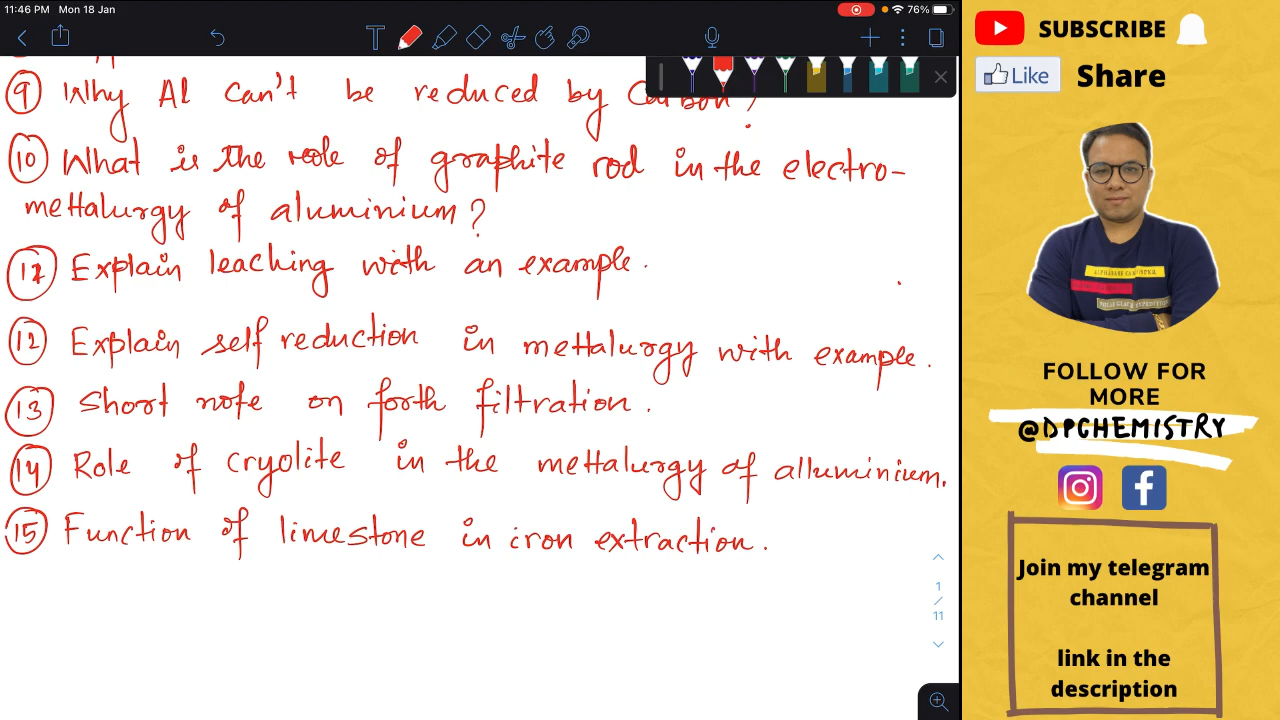 11:46 PM Mon 18 Jan
76%
9 Why Al can't be reduced by Carbon?
10 What is the role of graphite rod in the electro-
mettalurgy of aluminium?
11 Explain leaching with an example.
12 Explain self reduction in mettalurgy with example.
13 Short note on forth filtration.
14 Role of cryolite in the mettalurgy of alluminium.
15 Function of limestone in iron extraction.
1
/
11
SUBSCRIBE
Like Share
FOLLOW FOR
MORE
@DPCHEMISTRY
Join my telegram
channel
link in the
description